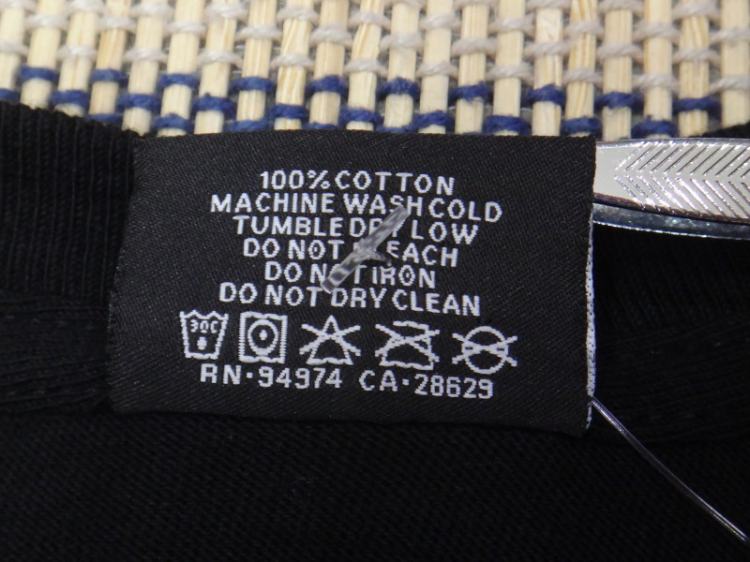 100% COTTON
MACHINE WASH COLD
TUMBLE DRY LOW
DO NOT BLEACH
DO NOT IRON
DO NOT DRY CLEAN
30C
RN·94974 CA·28629